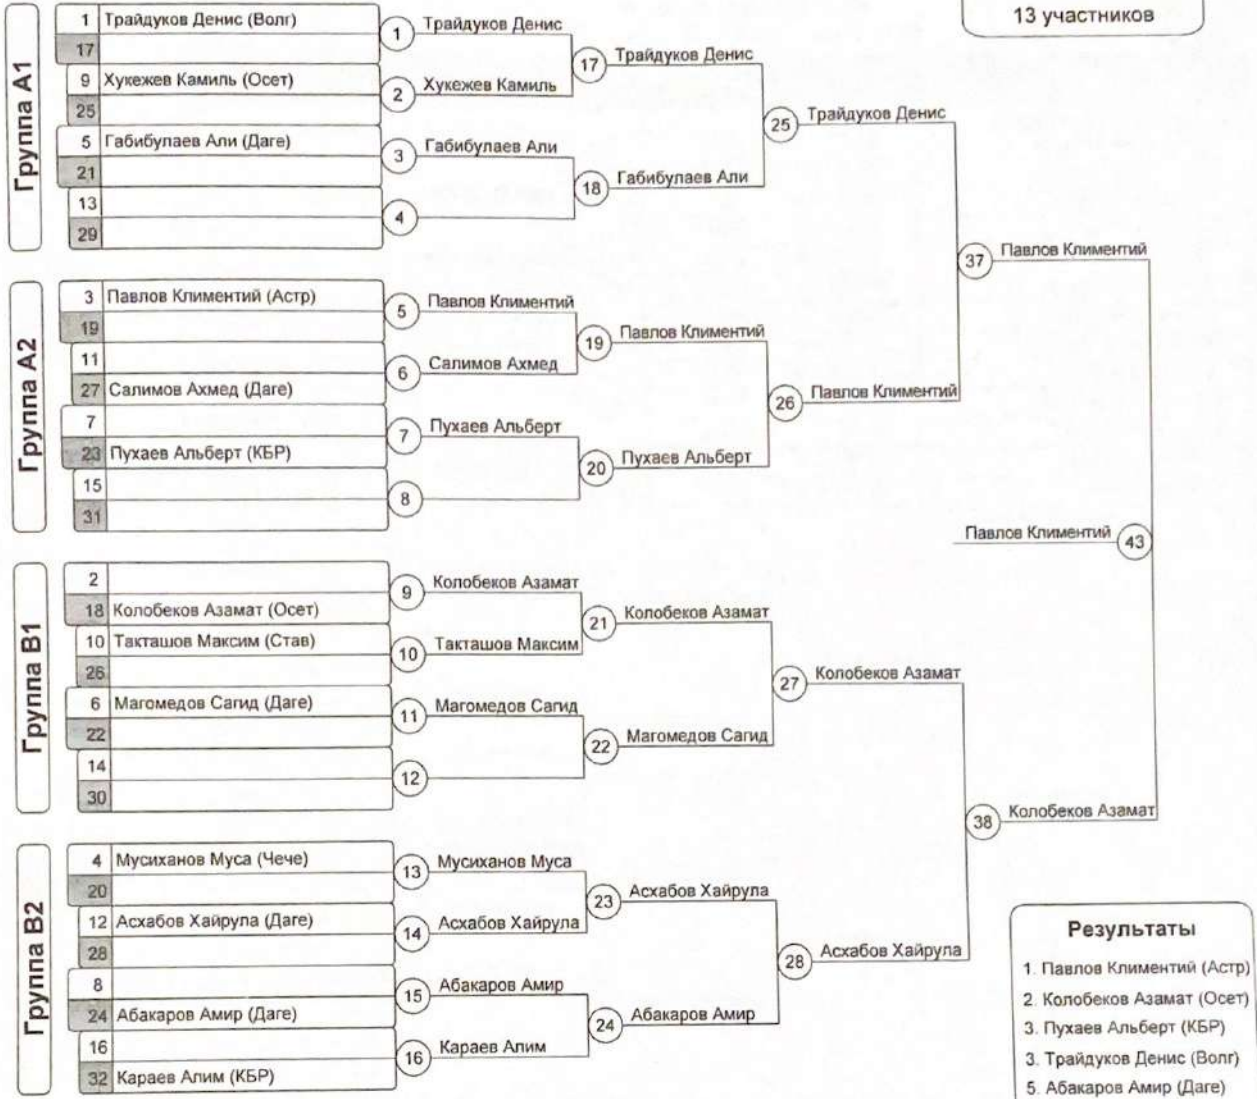 13 участников
Группа A1
1 Трайдуков Денис (Волг)
17
9 Хукежев Камиль (Осет)
25
5 Габибулаев Али (Даге)
21
13
29
1 Трайдуков Денис
2 Хукежев Камиль
3 Габибулаев Али
4
17 Трайдуков Денис
18 Габибулаев Али
25 Трайдуков Денис
Группа A2
3 Павлов Климентий (Астр)
19
11
27 Салимов Ахмед (Даге)
7
23 Пухаев Альберт (КБР)
15
31
5 Павлов Климентий
6 Салимов Ахмед
7 Пухаев Альберт
8
19 Павлов Климентий
20 Пухаев Альберт
26 Павлов Климентий
37 Павлов Климентий
Павлов Климентий 43
Группа B1
2
18 Колобеков Азамат (Осет)
10 Такташов Максим (Став)
26
6 Магомедов Сагид (Даге)
22
14
30
9 Колобеков Азамат
10 Такташов Максим
11 Магомедов Сагид
12
21 Колобеков Азамат
22 Магомедов Сагид
27 Колобеков Азамат
38 Колобеков Азамат
Группа B2
4 Мусиханов Муса (Чече)
20
12 Асхабов Хайрула (Даге)
28
8
24 Абакаров Амир (Даге)
16
32 Караев Алим (КБР)
13 Мусиханов Муса
14 Асхабов Хайрула
15 Абакаров Амир
16 Караев Алим
23 Асхабов Хайрула
24 Абакаров Амир
28 Асхабов Хайрула
Результаты
1. Павлов Климентий (Астр)
2. Колобеков Азамат (Осет)
3. Пухаев Альберт (КБР)
3. Трайдуков Денис (Волг)
5. Абакаров Амир (Даге)